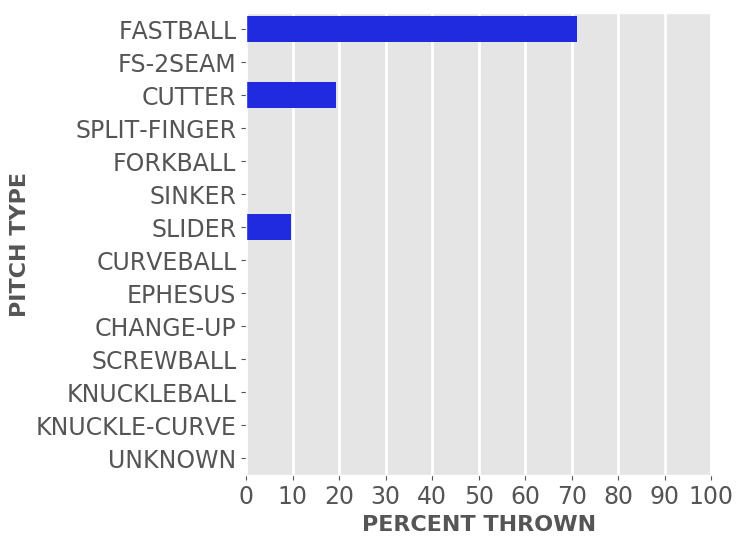 FASTBALL
FS-2SEAM
CUTTER
SPLIT-FINGER
FORKBALL
SINKER
SLIDER
CURVEBALL
EPHESUS
CHANGE-UP
SCREWBALL
KNUCKLEBALL
KNUCKLE-CURVE
UNKNOWN
PITCH TYPE
0 10 20 30 40 50 60 70 80 90 100
PERCENT THROWN